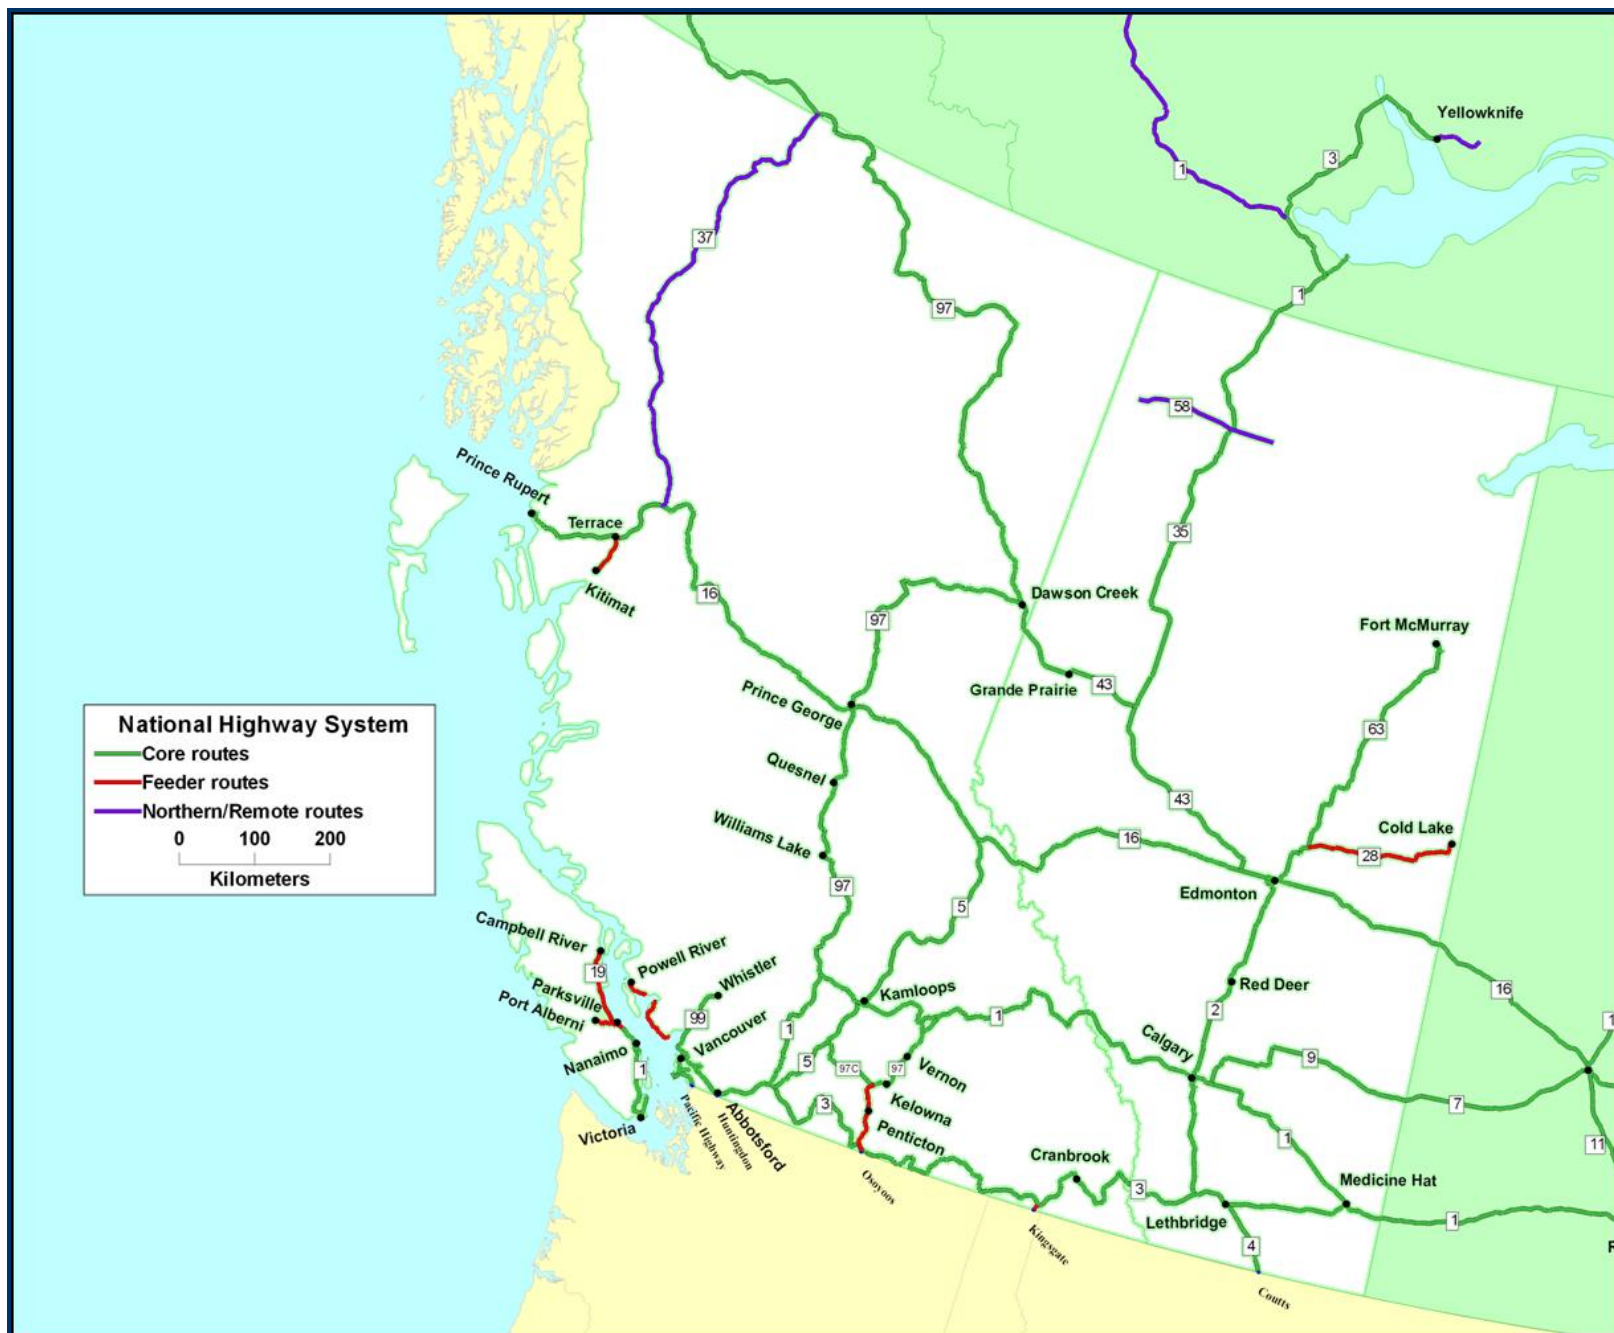 Yellowknife
3
1
37
97
1
58
Prince Rupert
Terrace
35
Kitimat
16
Dawson Creek
97
Fort McMurray
Grande Prairie
43
Prince George
National Highway System
Core routes
Feeder routes
Northern/Remote routes
0 100 200
Kilometers
63
Quesnel
43
Williams Lake
16
Cold Lake
28
97
Edmonton
5
Campbell River
Powell River
Whistler
19
Parksville
Port Alberni
Kamloops
Red Deer
16
99
Vancouver
1
1
2
1
Nanaimo
1
5
97C
97
Vernon
Calgary
9
Kelowna
3
7
Victoria
Pacific Highway
Huntingdon
Abbotsford
Penticton
1
11
Cranbrook
Osoyoos
3
Medicine Hat
Lethbridge
1
Kingsgate
4
R
Coutts